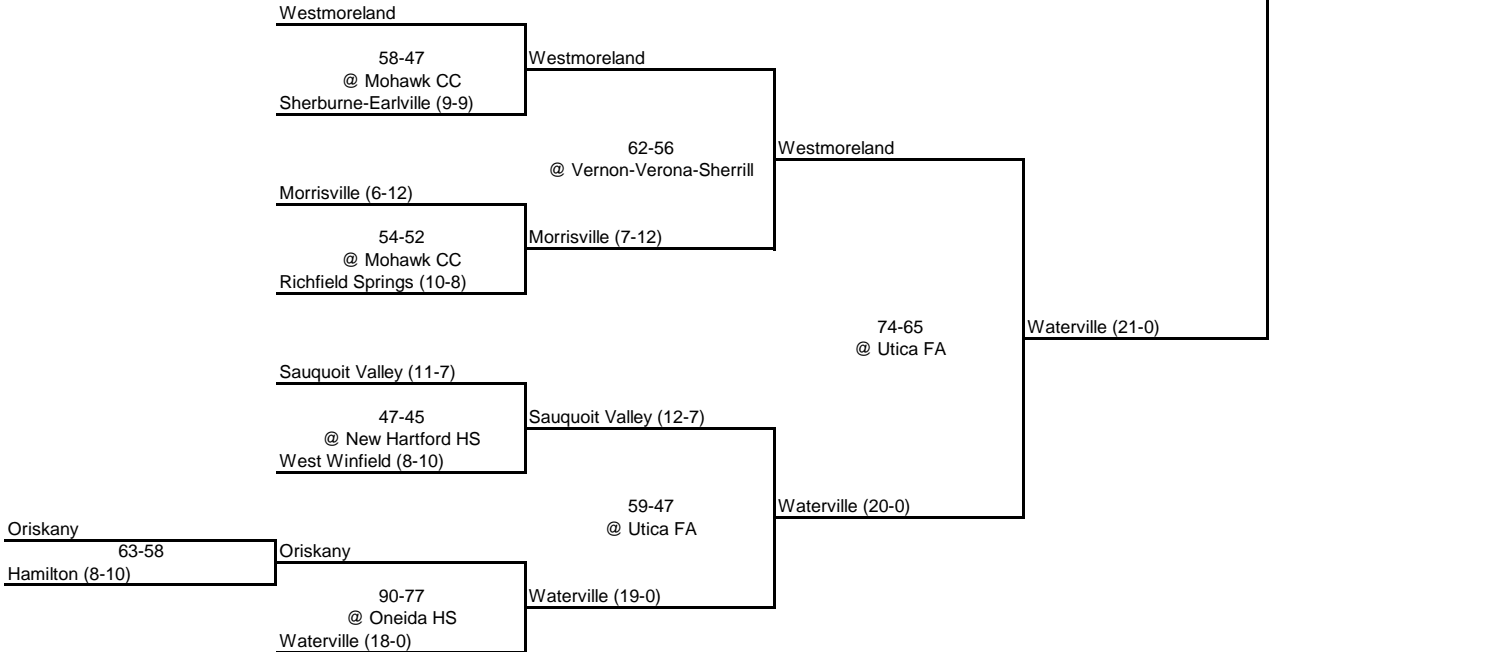 Westmoreland
58-47
@ Mohawk CC
Sherburne-Earlville (9-9)
Westmoreland
62-56
@ Vernon-Verona-Sherrill
Westmoreland
Morrisville (6-12)
54-52
@ Mohawk CC
Richfield Springs (10-8)
Morrisville (7-12)
74-65
@ Utica FA
Waterville (21-0)
Sauquoit Valley (11-7)
47-45
@ New Hartford HS
West Winfield (8-10)
Sauquoit Valley (12-7)
59-47
@ Utica FA
Waterville (20-0)
Oriskany
63-58
Hamilton (8-10)
Oriskany
90-77
@ Oneida HS
Waterville (18-0)
Waterville (19-0)